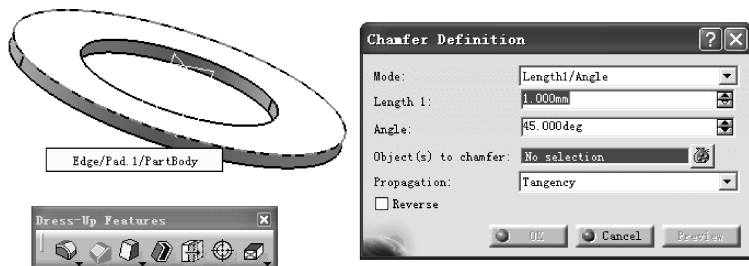 Edge/Pad.1/PartBody
Dress-Up Features
Chamfer Definition
Mode: Length1/Angle
Length 1: 1.000mm
Angle: 45.000deg
Object(s) to chamfer: No selection
Propagation: Tangency
Reverse
OK Cancel Preview